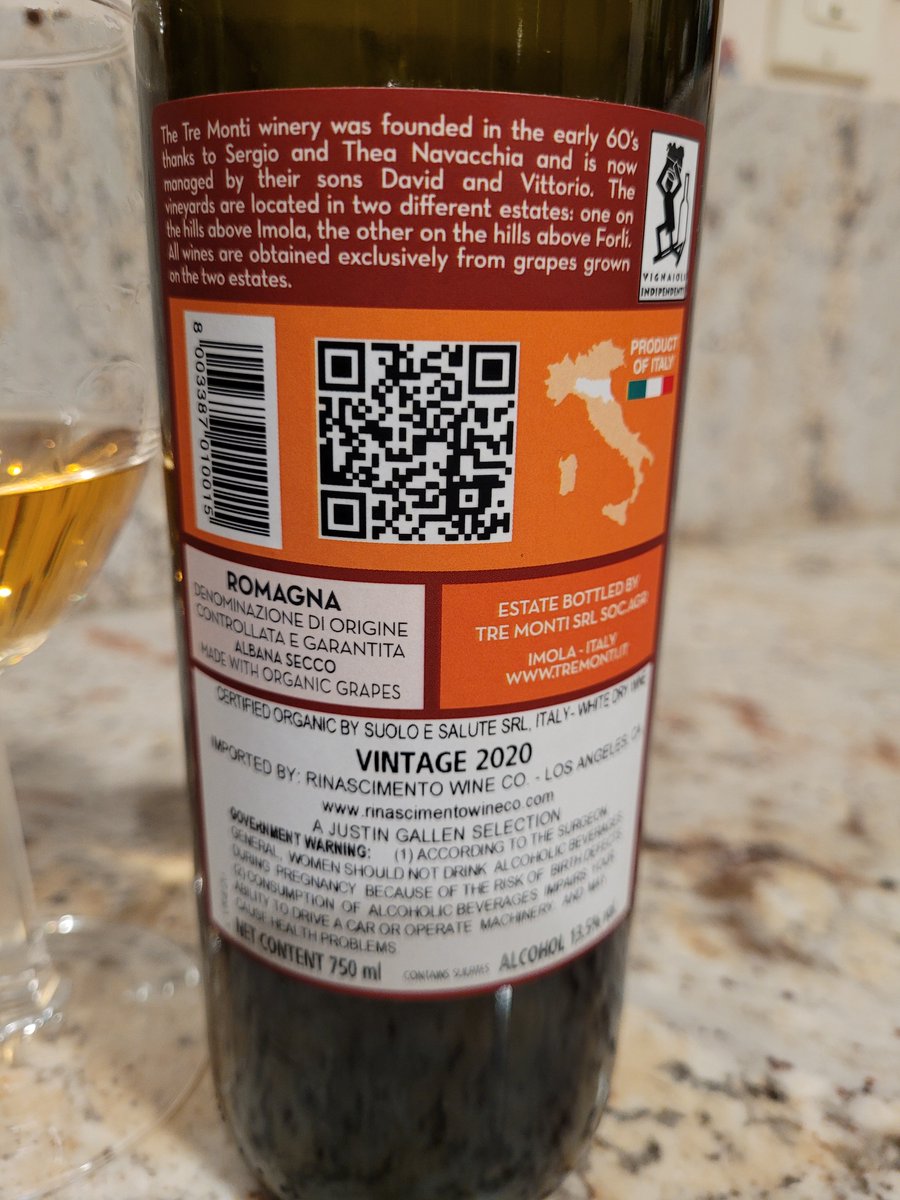 The Tre Monti winery was founded in the early 60's
thanks to Sergio and Thea Navacchia and is now
managed by their sons David and Vittorio. The
vineyards are located in two different estates: one on
the hills above Imola, the other on the hills above Forlì.
All wines are obtained exclusively from grapes grown
on the two estates.
VIGNAIOLI
INDIPENDENTI
8 003387 010015
PRODUCT
OF ITALY
ROMAGNA
DENOMINAZIONE DI ORIGINE
CONTROLLATA E GARANTITA
ALBANA SECCO
MADE WITH ORGANIC GRAPES
ESTATE BOTTLED BY
TRE MONTI SRL SOC.AGR.
IMOLA - ITALY
WWW.TREMONTI.IT
CERTIFIED ORGANIC BY SUOLO E SALUTE SRL, ITALY- WHITE DRY WINE
VINTAGE 2020
IMPORTED BY: RINASCIMENTO WINE CO. - LOS ANGELES, CA
www.rinascimentowineco.com
A JUSTIN GALLEN SELECTION
GOVERNMENT WARNING: (1) ACCORDING TO THE SURGEON
GENERAL, WOMEN SHOULD NOT DRINK ALCOHOLIC BEVERAGES
DURING PREGNANCY BECAUSE OF THE RISK OF BIRTH DEFECTS.
(2) CONSUMPTION OF ALCOHOLIC BEVERAGES IMPAIRS YOUR
ABILITY TO DRIVE A CAR OR OPERATE MACHINERY, AND MAY
CAUSE HEALTH PROBLEMS
NET CONTENT 750 ml CONTAINS SULFITES ALCOHOL 13.5% vol.